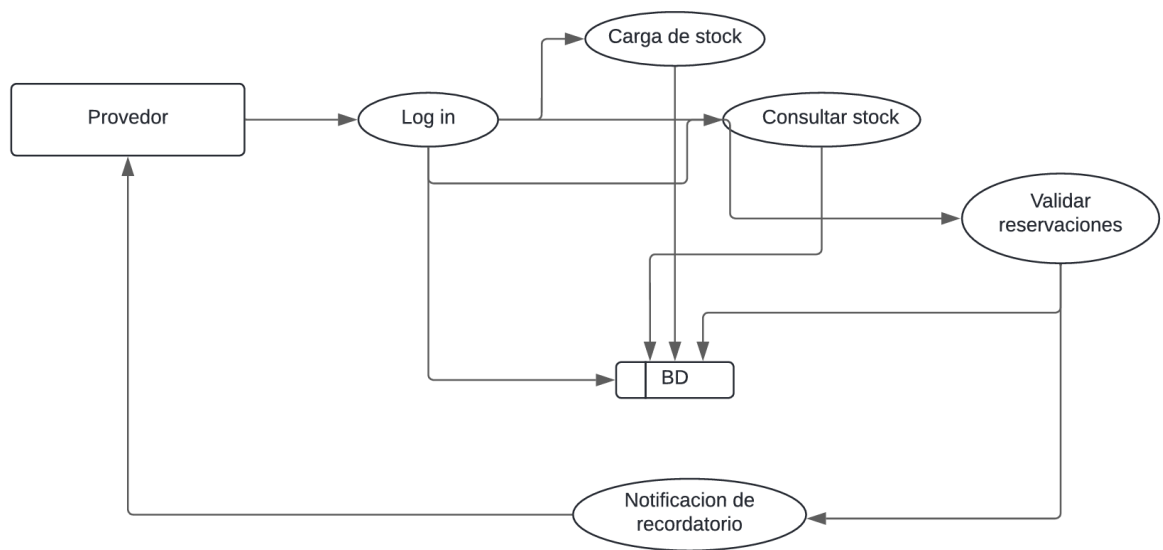 Carga de stock
Provedor
Log in
Consultar stock
Validar
reservaciones
BD
Notificacion de
recordatorio